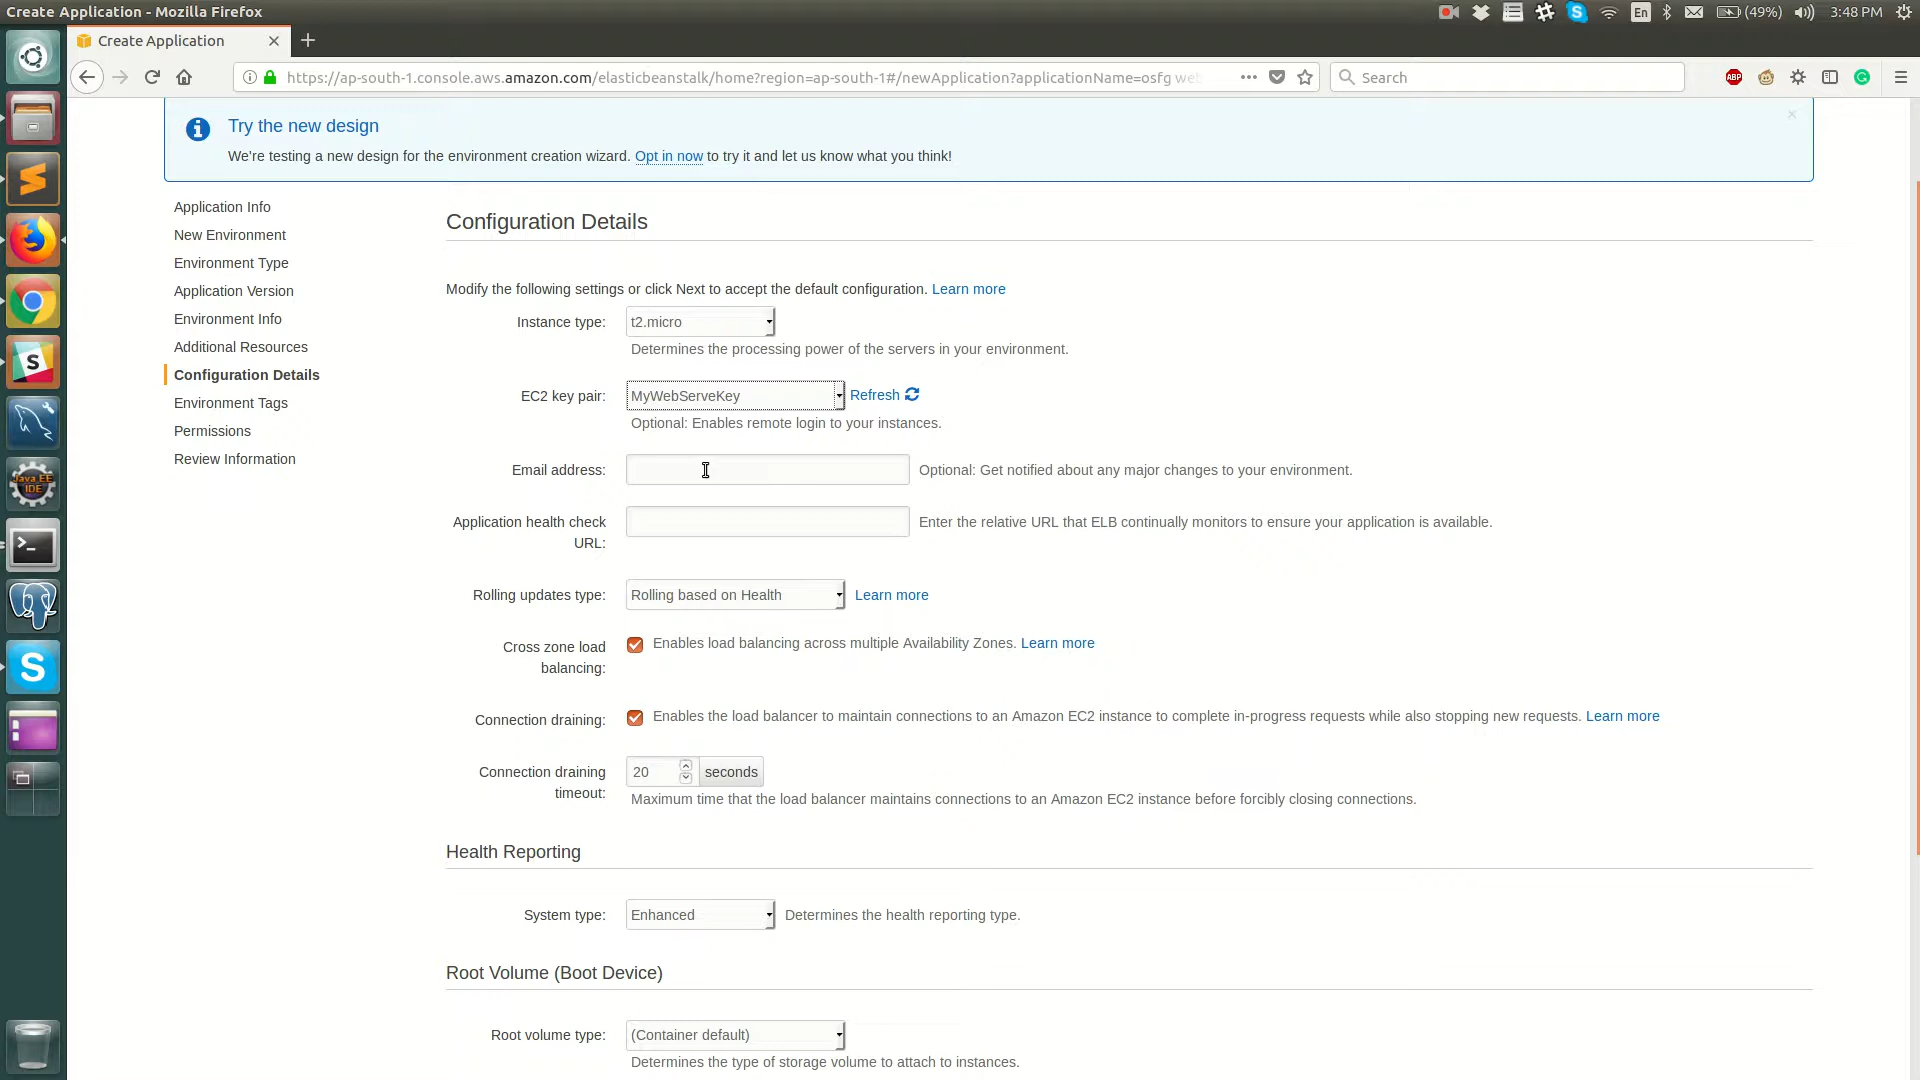 Create Application - Mozilla Firefox
En
(49%)
3:48 PM
Create Application
https://ap-south-1.console.aws.amazon.com/elasticbeanstalk/home?region=ap-south-1#/newApplication?applicationName=osfg we
Search
ABP
Try the new design
We're testing a new design for the environment creation wizard. Opt in now to try it and let us know what you think!
Application Info
New Environment
Environment Type
Application Version
Environment Info
Additional Resources
Configuration Details
Environment Tags
Permissions
Review Information
Configuration Details
Modify the following settings or click Next to accept the default configuration. Learn more
Instance type: t2.micro
Determines the processing power of the servers in your environment.
EC2 key pair: MyWebServeKey Refresh
Optional: Enables remote login to your instances.
Email address: Optional: Get notified about any major changes to your environment.
Application health check URL: Enter the relative URL that ELB continually monitors to ensure your application is available.
Rolling updates type: Rolling based on Health Learn more
Cross zone load balancing: Enables load balancing across multiple Availability Zones. Learn more
Connection draining: Enables the load balancer to maintain connections to an Amazon EC2 instance to complete in-progress requests while also stopping new requests. Learn more
Connection draining timeout: 20 seconds
Maximum time that the load balancer maintains connections to an Amazon EC2 instance before forcibly closing connections.
Health Reporting
System type: Enhanced Determines the health reporting type.
Root Volume (Boot Device)
Root volume type: (Container default)
Determines the type of storage volume to attach to instances.
Java EE
IDE